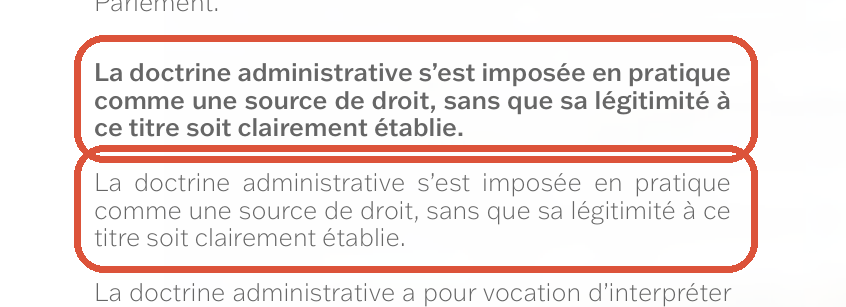 Parlement.
La doctrine administrative s’est imposée en pratique
comme une source de droit, sans que sa légitimité à
ce titre soit clairement établie.
La doctrine administrative s’est imposée en pratique
comme une source de droit, sans que sa légitimité à ce
titre soit clairement établie.
La doctrine administrative a pour vocation d’interpréter